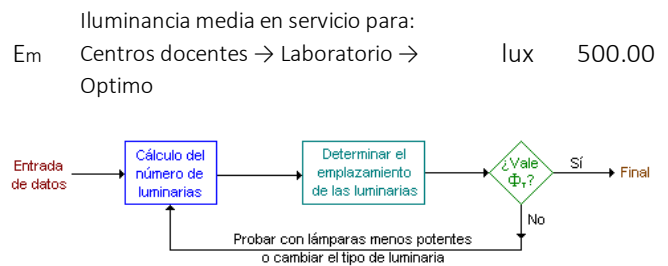 Iluminancia media en servicio para:
Em Centros docentes → Laboratorio → lux 500.00
Optimo
Entrada de datos
Cálculo del
número de
luminarias
Determinar el
emplazamiento
de las luminarias
¿Vale
Φ_T?
Sí
Final
No
Probar con lámparas menos potentes
o cambiar el tipo de luminaria